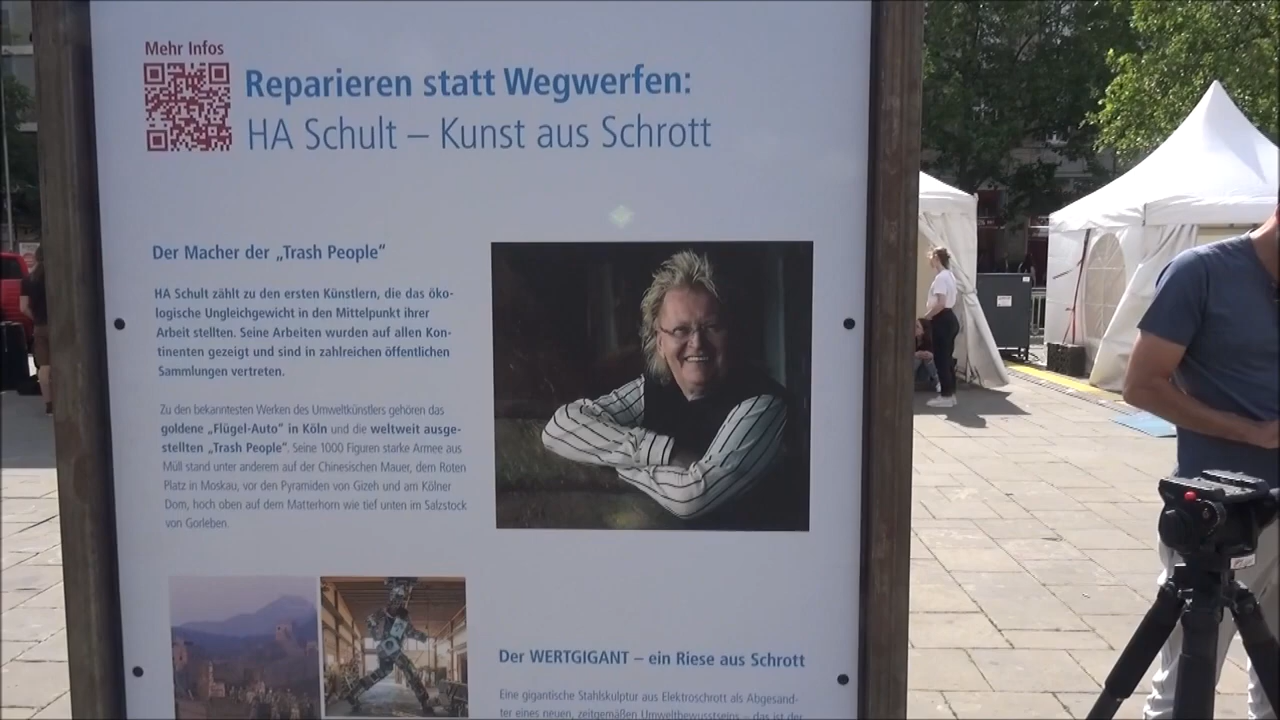 Mehr Infos
Reparieren statt Wegwerfen:
HA Schult – Kunst aus Schrott
Der Macher der „Trash People“
HA Schult zählt zu den ersten Künstlern, die das öko-
logische Ungleichgewicht in den Mittelpunkt ihrer
Arbeit stellten. Seine Arbeiten wurden auf allen Kon-
tinenten gezeigt und sind in zahlreichen öffentlichen
Sammlungen vertreten.
Zu den bekanntesten Werken des Umweltkünstlers gehören das
goldene „Flügel-Auto“ in Köln und die weltweit ausge-
stellten „Trash People“. Seine 1000 Figuren starke Armee aus
Müll stand unter anderem auf der Chinesischen Mauer, dem Roten
Platz in Moskau, vor den Pyramiden von Gizeh und am Kölner
Dom, hoch oben auf dem Matterhorn wie tief unten im Salzstock
von Gorleben.
Der WERTGIGANT – ein Riese aus Schrott
Eine gigantische Stahlskulptur aus Elektroschrott als Abgesand-
ter eines neuen, zeitgemäßen Umweltbewusstseins – das ist der